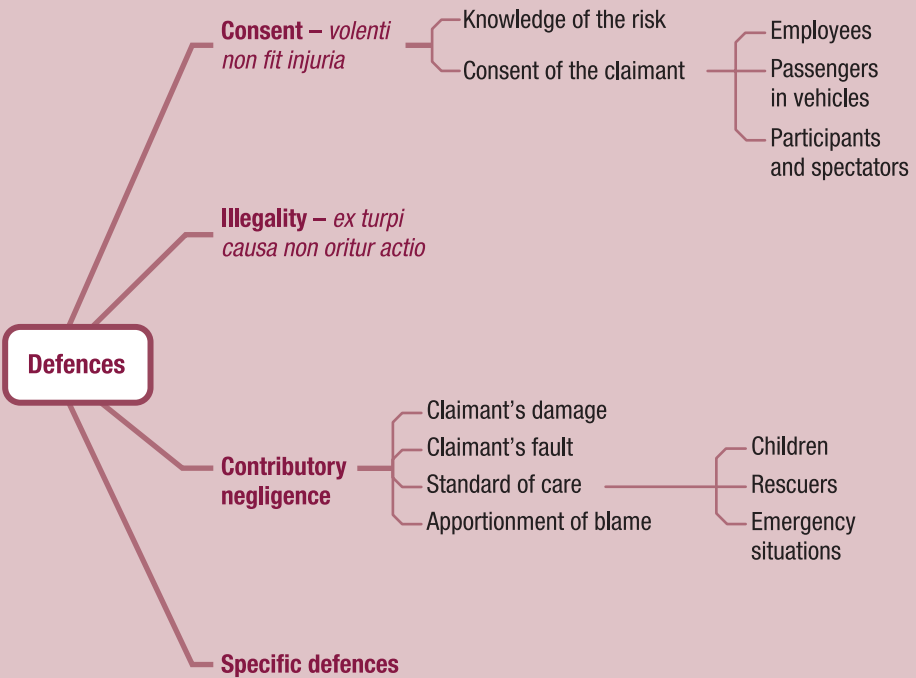 Defences
Consent – volenti
non fit injuria
Knowledge of the risk
Consent of the claimant
Employees
Passengers
in vehicles
Participants
and spectators
Illegality – ex turpi
causa non oritur actio
Contributory
negligence
Claimant's damage
Claimant's fault
Standard of care
Apportionment of blame
Children
Rescuers
Emergency
situations
Specific defences